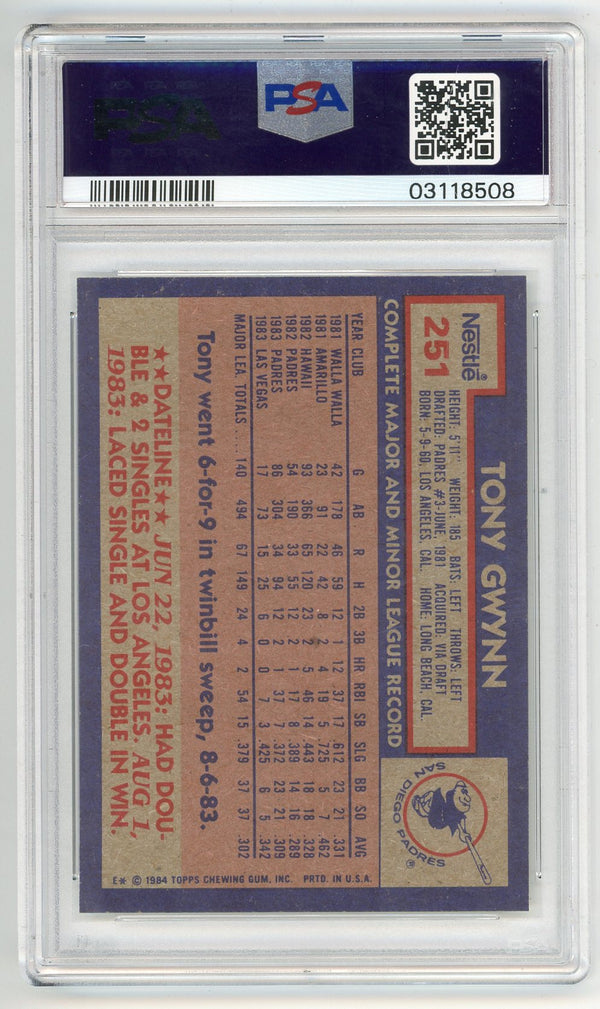 PSA
PSA
03118508
Nestlé®
251
TONY GWYNN
HEIGHT: 5'11" WEIGHT: 185 BATS: LEFT THROWS: LEFT
DRAFTED: PADRES #3-JUNE, 1981 ACQUIRED: VIA DRAFT
BORN: 5-9-60, LOS ANGELES, CAL. HOME: LONG BEACH, CAL.
SAN DIEGO PADRES®
COMPLETE MAJOR AND MINOR LEAGUE RECORD
YEAR CLUB G AB R H 2B 3B HR RBI SB SLG BB SO AVG
1981 WALLA WALLA 42 178 46 59 12 1 12 37 17 .612 23 21 .331
1981 AMARILLO 23 91 22 42 8 2 4 19 5 .725 5 7 .462
1982 HAWAII 93 366 65 120 23 2 5 46 14 .443 18 18 .328
1982 PADRES 54 190 33 55 12 2 1 17 8 .389 14 16 .289
1983 PADRES 86 304 34 94 12 2 1 37 7 .372 23 21 .309
1983 LAS VEGAS 17 73 15 25 6 0 0 7 3 .425 6 5 .342
MAJOR LEA. TOTALS 140 494 67 149 24 4 2 54 15 .379 37 37 .302
Tony went 6-for-9 in twinbill sweep, 8-6-83.
★★DATELINE★★ JUN 22, 1983: HAD DOU-
BLE & 2 SINGLES AT LOS ANGELES. AUG 1,
1983: LACED SINGLE AND DOUBLE IN WIN.
E* © 1984 TOPPS CHEWING GUM, INC. PRTD. IN U.S.A.